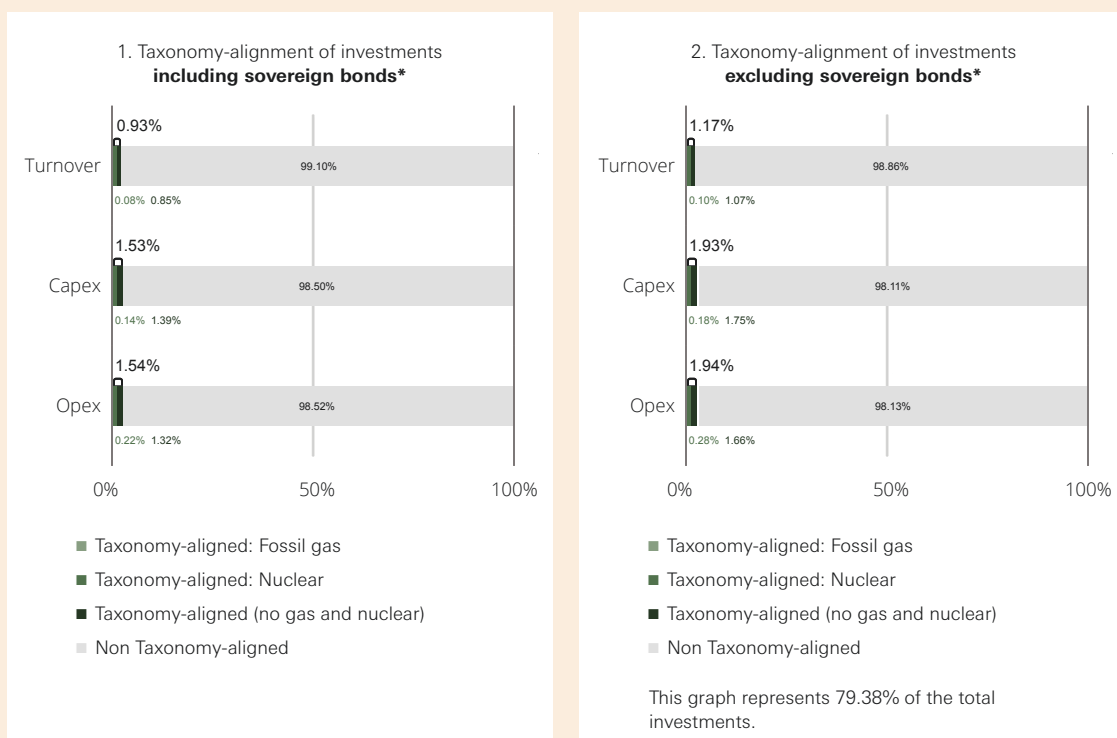 1. Taxonomy-alignment of investments
including sovereign bonds*
0.93%
Turnover
99.10%
0.08% 0.85%
1.53%
Capex
98.50%
0.14% 1.39%
1.54%
Opex
98.52%
0.22% 1.32%
0% 50% 100%
Taxonomy-aligned: Fossil gas
Taxonomy-aligned: Nuclear
Taxonomy-aligned (no gas and nuclear)
Non Taxonomy-aligned
2. Taxonomy-alignment of investments
excluding sovereign bonds*
1.17%
Turnover
98.86%
0.10% 1.07%
1.93%
Capex
98.11%
0.18% 1.75%
1.94%
Opex
98.13%
0.28% 1.66%
0% 50% 100%
Taxonomy-aligned: Fossil gas
Taxonomy-aligned: Nuclear
Taxonomy-aligned (no gas and nuclear)
Non Taxonomy-aligned
This graph represents 79.38% of the total
investments.